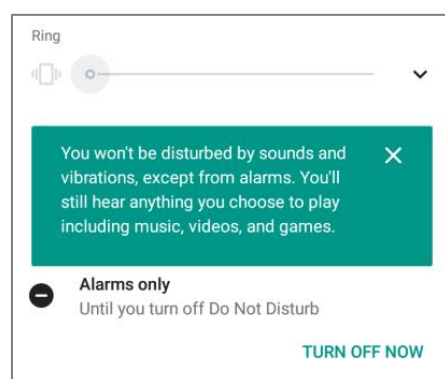 Ring
You won't be disturbed by sounds and
vibrations, except from alarms. You'll
still hear anything you choose to play
including music, videos, and games.
Alarms only
Until you turn off Do Not Disturb
TURN OFF NOW